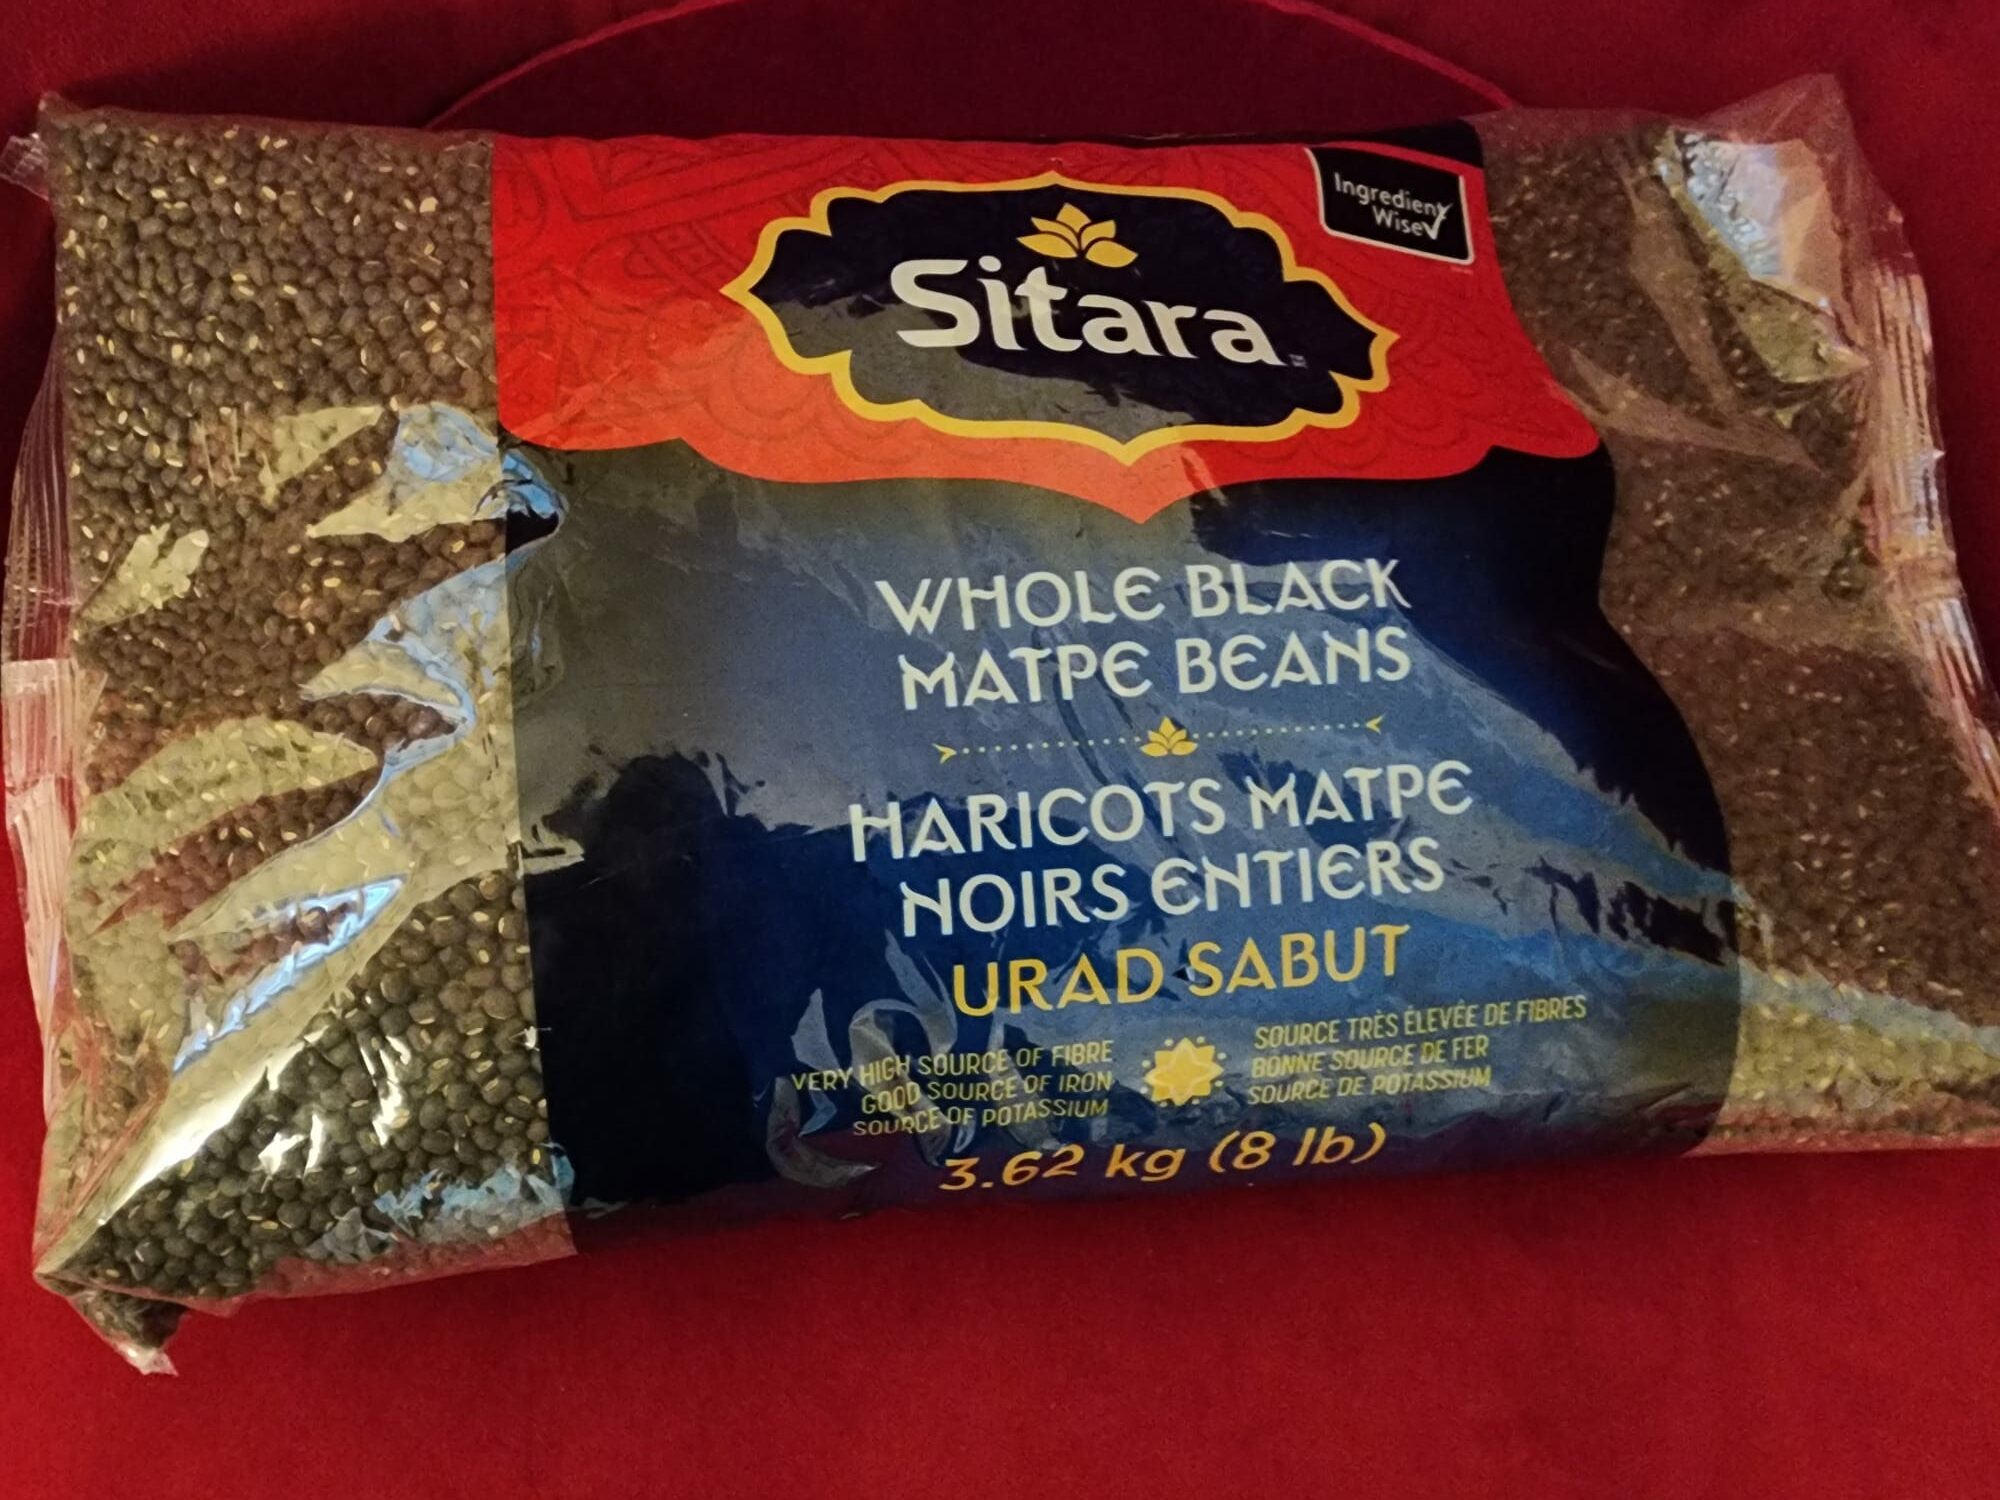 Sitara
Ingredient
Wise
WHOLE BLACK
MATPE BEANS
HARICOTS MATPE
NOIRS ENTIERS
URAD SABUT
VERY HIGH SOURCE OF FIBRE
GOOD SOURCE OF IRON
SOURCE OF POTASSIUM
SOURCE TRÈS ÉLEVÉE DE FIBRES
BONNE SOURCE DE FER
SOURCE DE POTASSIUM
3.62 kg (8 lb)